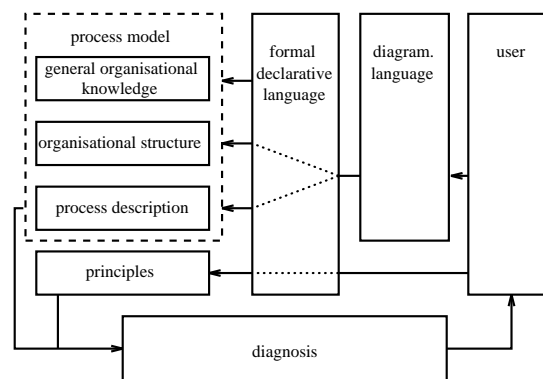 process model
general organisational
knowledge
organisational structure
process description
principles
formal
declarative
language
diagram.
language
user
diagnosis